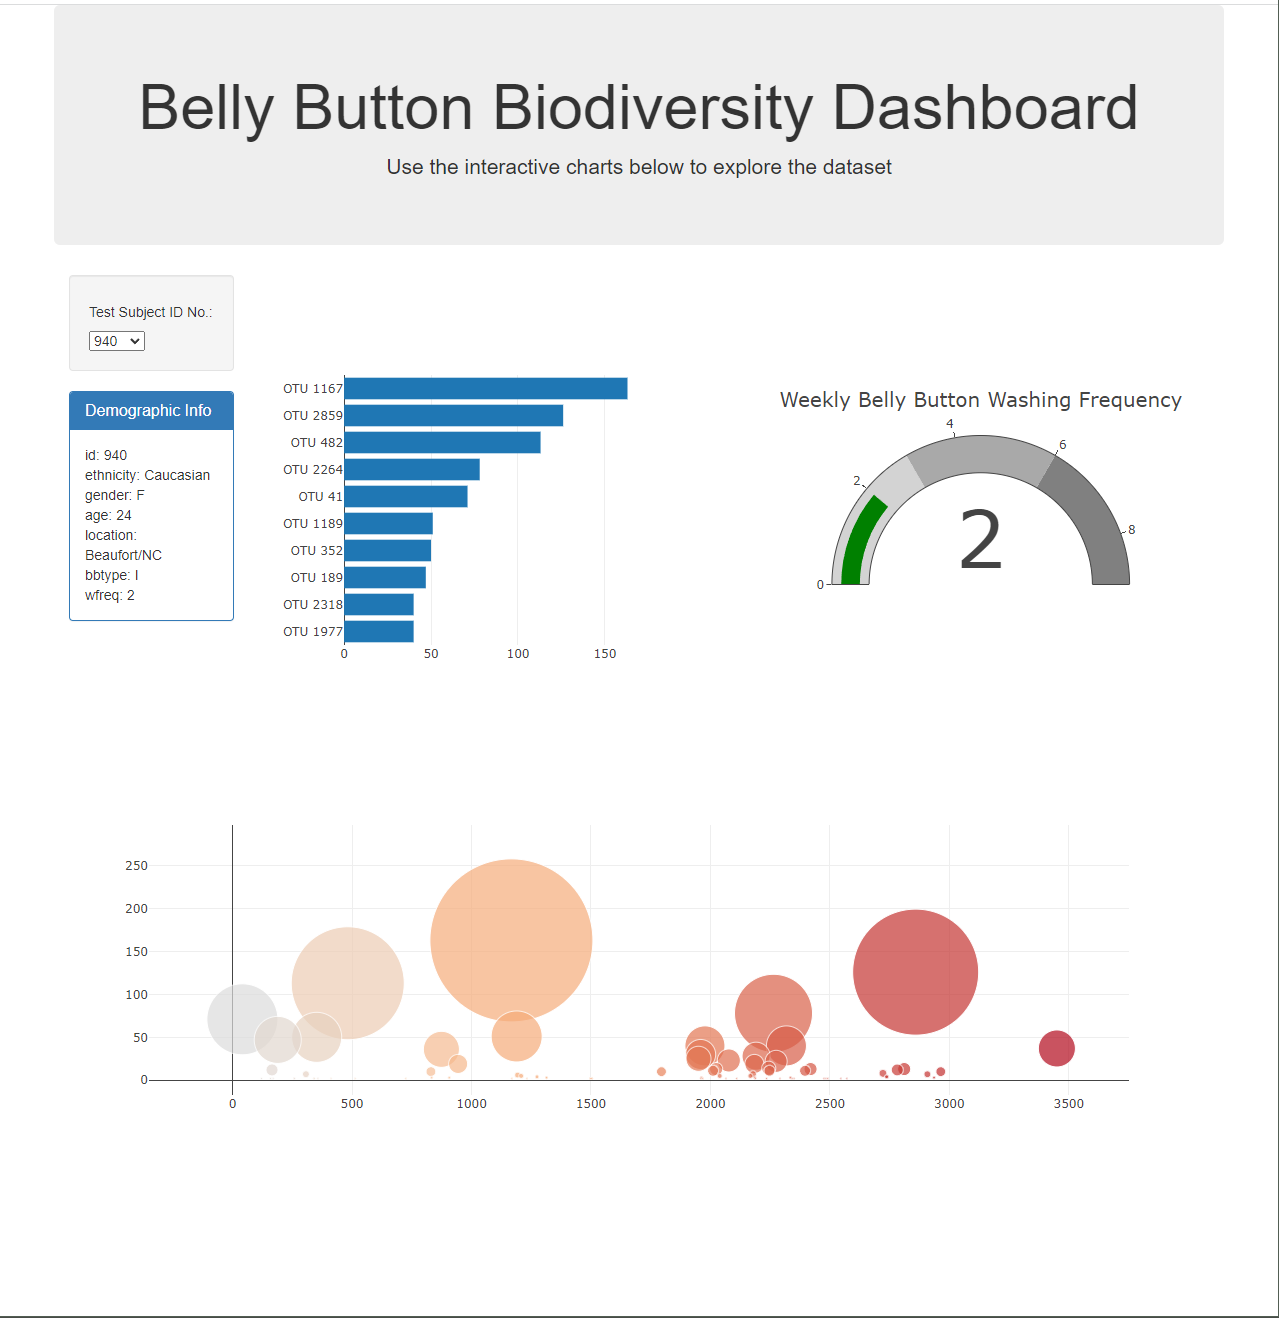 Belly Button Biodiversity Dashboard
Use the interactive charts below to explore the dataset
Test Subject ID No.:
940
Demographic Info
id: 940
ethnicity: Caucasian
gender: F
age: 24
location:
Beaufort/NC
bbtype: I
wfreq: 2
OTU 1167
OTU 2859
OTU 482
OTU 2264
OTU 41
OTU 1189
OTU 352
OTU 189
OTU 2318
OTU 1977
0 50 100 150
Weekly Belly Button Washing Frequency
0
2
4
6
8
2
250
200
150
100
50
0
0 500 1000 1500 2000 2500 3000 3500